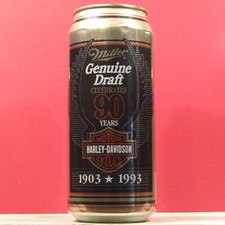 Miller
Genuine
Draft
CELEBRATES
90
YEARS
MOTOR
HARLEY-DAVIDSON
CYCLES
1903 ★ 1993